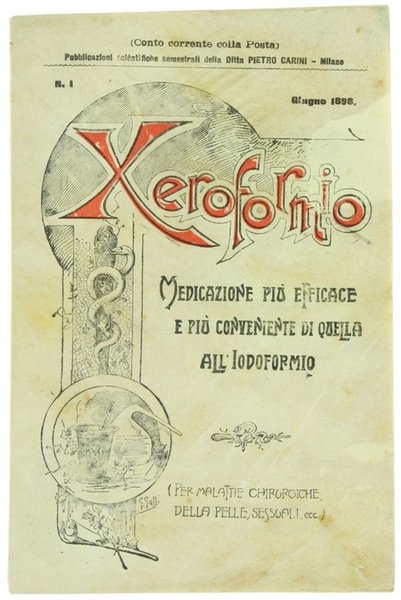 (Conto corrente colla Posta)
Pubblicazioni scientifiche semestrali della Ditta PIETRO CARINI – Milano
N. 1
Giugno 1898.
Xeroformio
MEDICAZIONE PIÙ EFFICACE
E PIÙ CONVENIENTE DI QUELLA
ALL'IODOFORMIO
(PER MALATTIE CHIRURGICHE,
DELLA PELLE, SESSUALI, ecc)